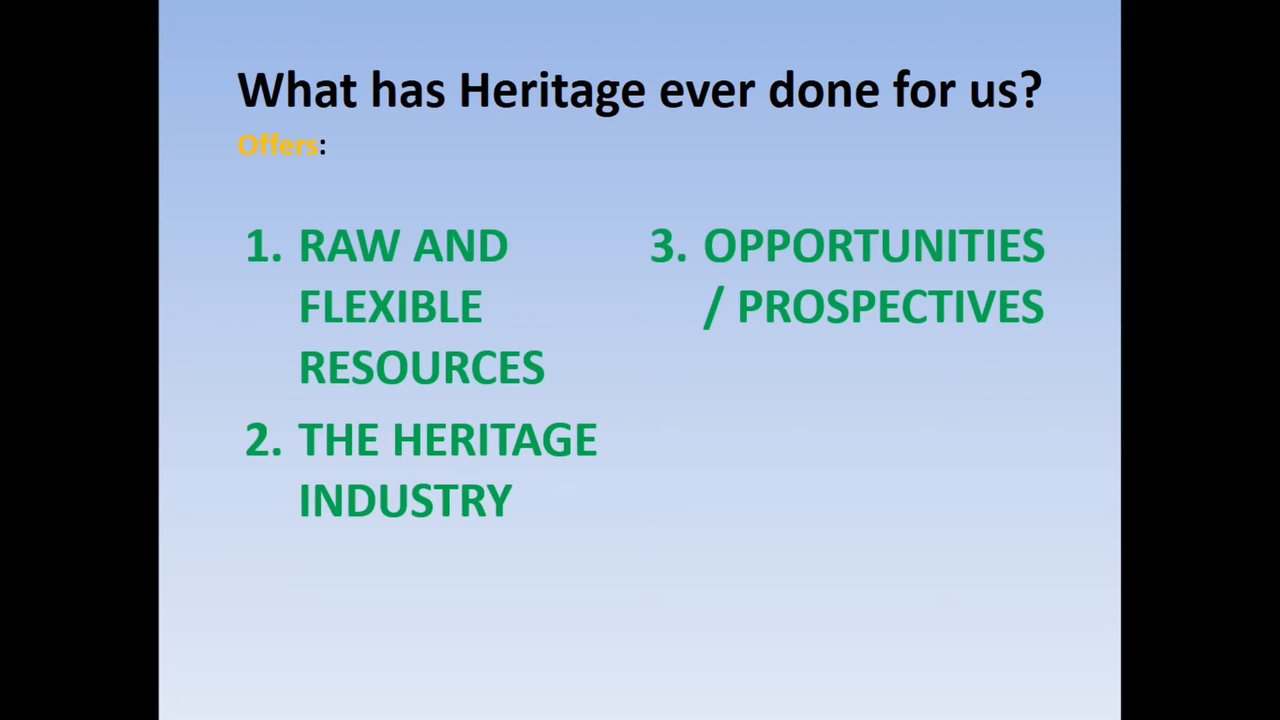 What has Heritage ever done for us?
Offers:
1. RAW AND
FLEXIBLE
RESOURCES
2. THE HERITAGE
INDUSTRY
3. OPPORTUNITIES
/ PROSPECTIVES